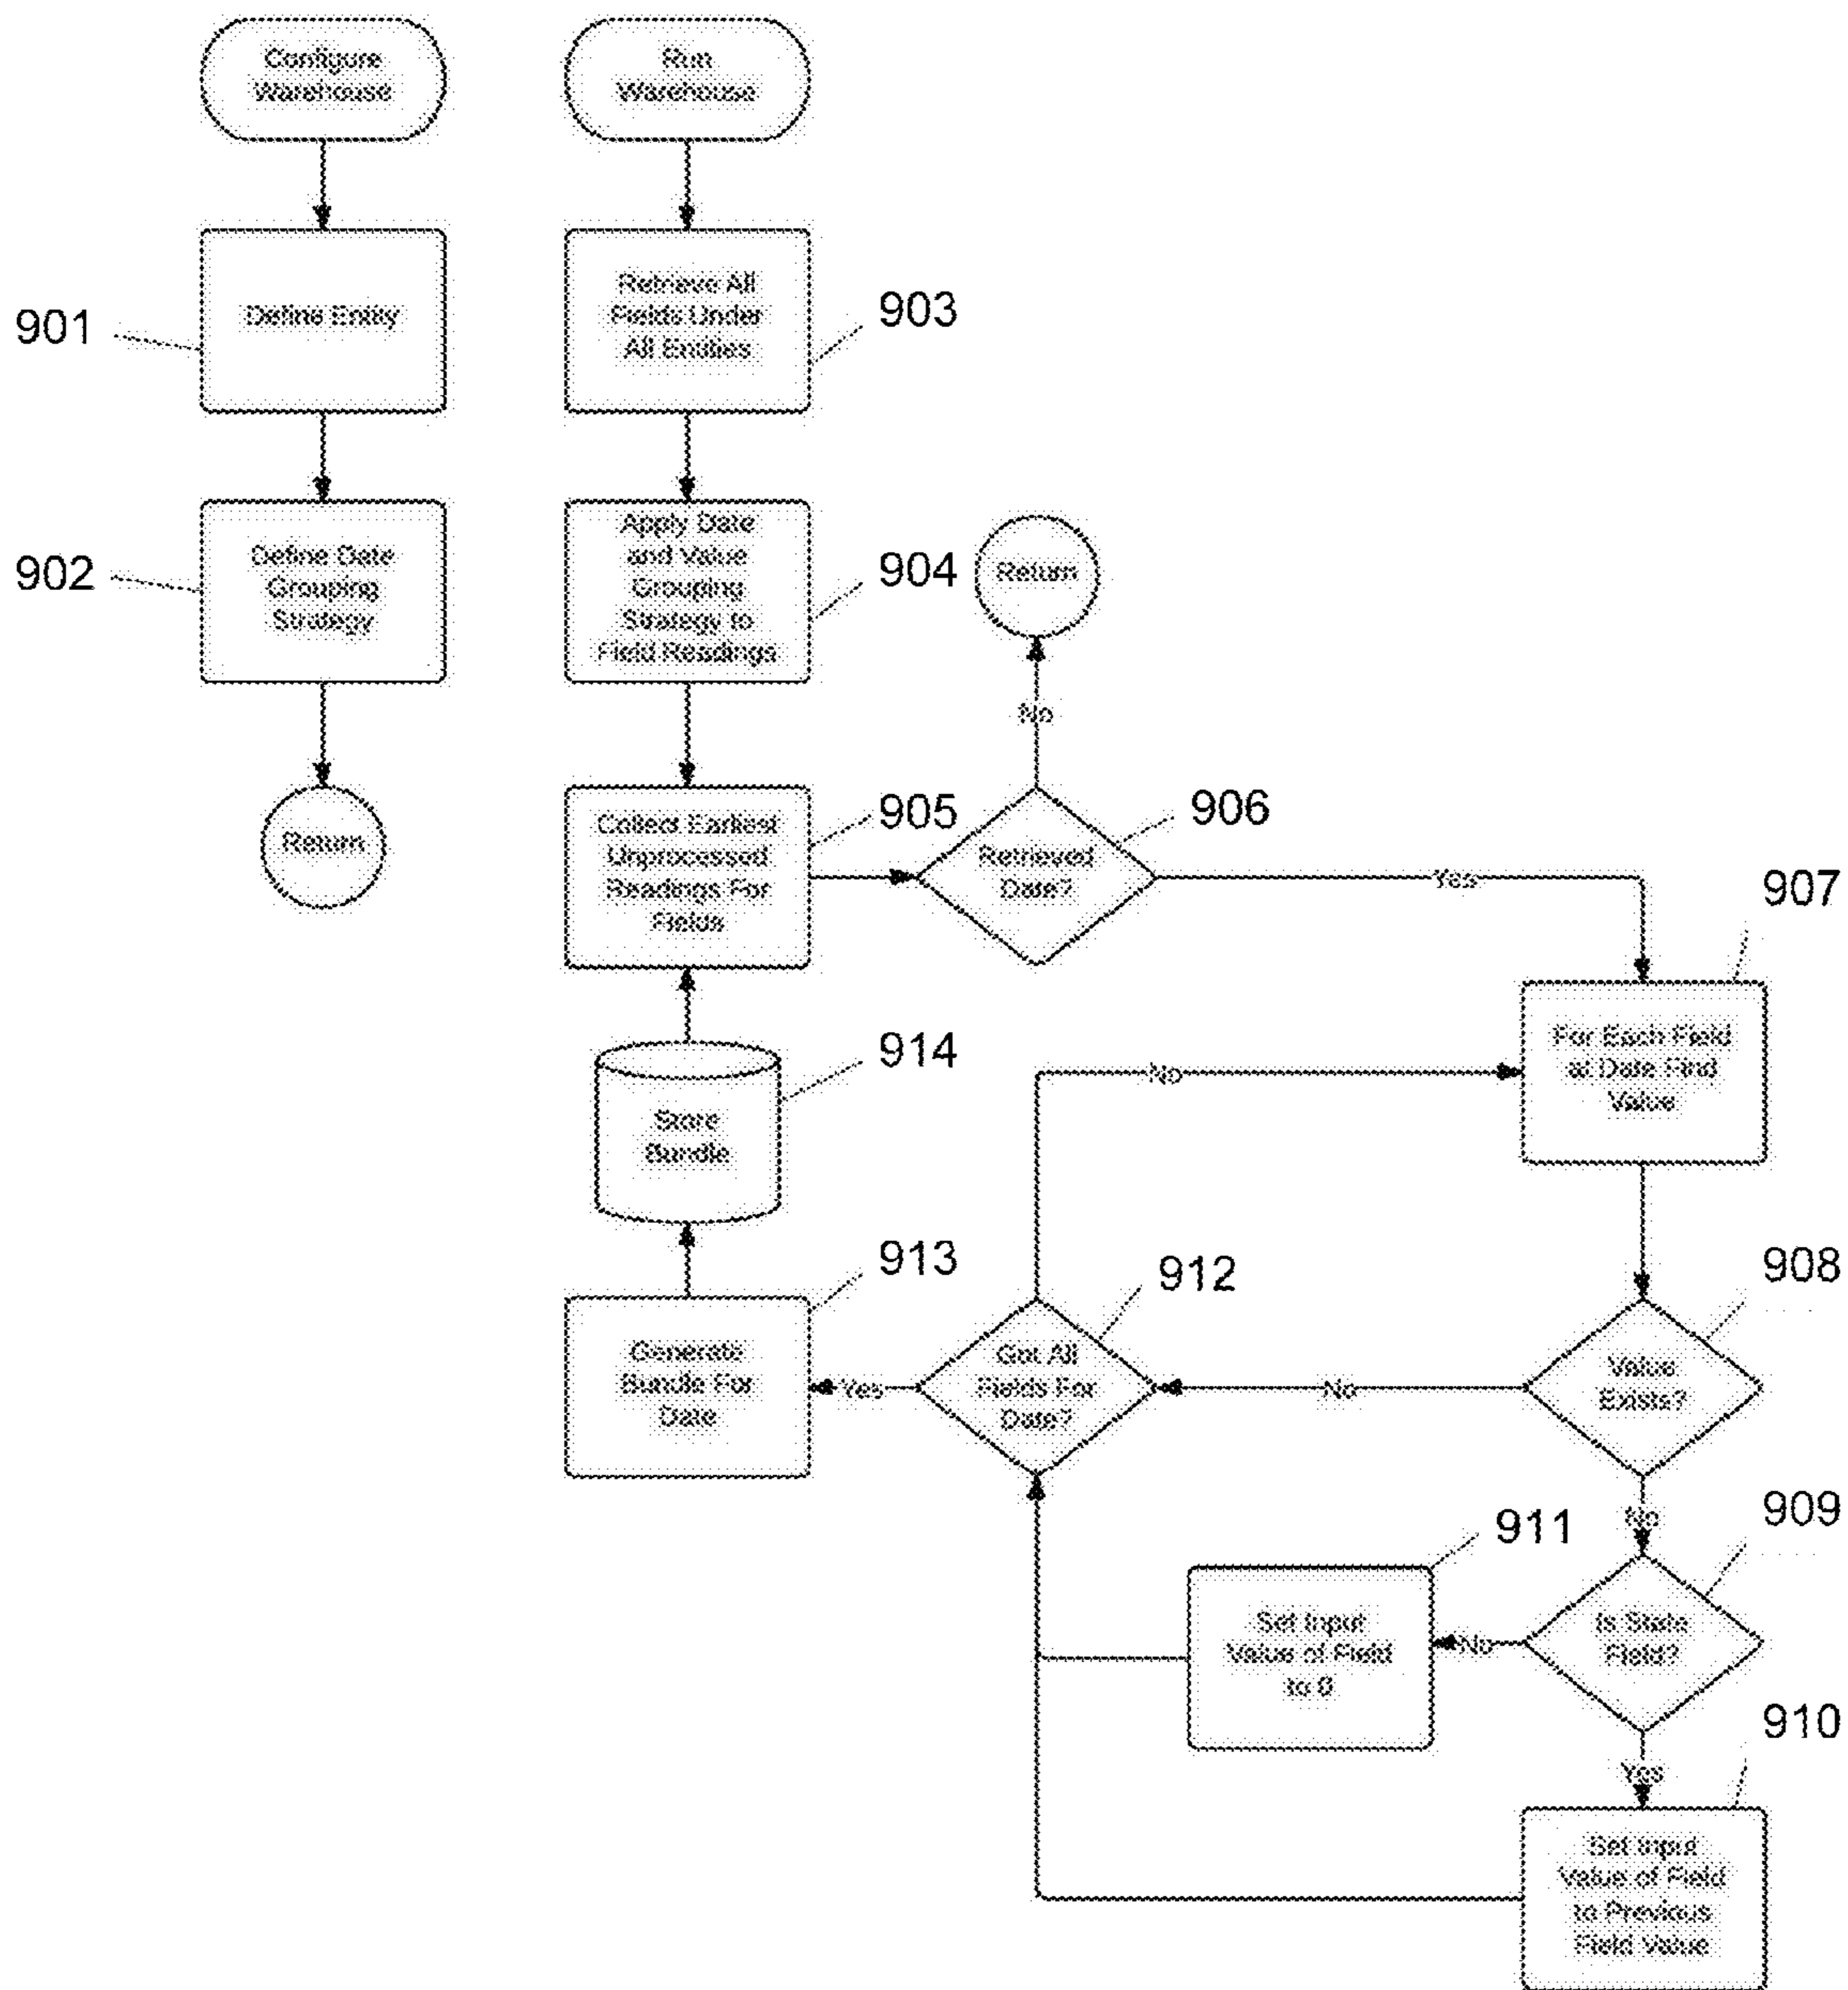 Configure
Warehouse
Run
Warehouse
901
Define Entity
Retrieve All
Fields Under
All Entities
903
902
Define Date
Grouping
Strategy
Apply Date
and Value
Grouping
Strategy to
Field Readings
904
Return
No
Return
Collect Earliest
Unprocessed
Readings For
Fields
905
Retrieved
Date?
906
Yes
907
For Each Field
at Date Find
Value
No
Store
Bundle
914
913
Generate
Bundle For
Date
Yes
Got All
Fields For
Date?
912
No
Value
Exists?
908
No
909
Is State
Field?
No
911
Set Input
Value of Field
to 0
Yes
910
Set Input
Value of Field
to Previous
Field Value